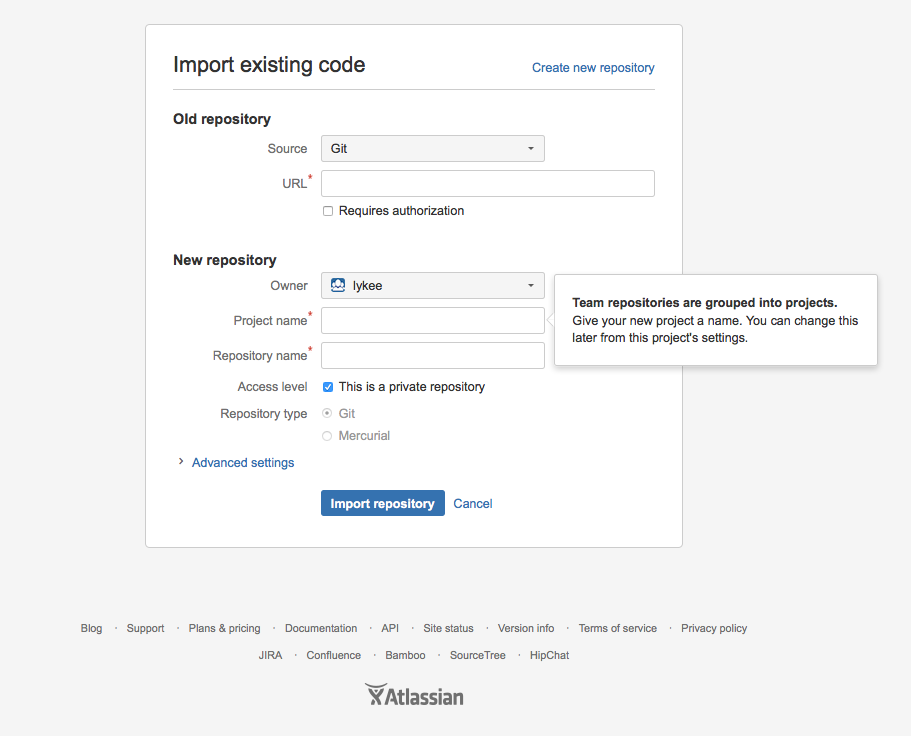 Import existing code
Create new repository
Old repository
Source
Git
URL*
Requires authorization
New repository
Owner
lykee
Project name*
Repository name*
Access level
This is a private repository
Repository type
Git
Mercurial
Advanced settings
Import repository
Cancel
Team repositories are grouped into projects.
Give your new project a name. You can change this
later from this project's settings.
Blog · Support · Plans & pricing · Documentation · API · Site status · Version info · Terms of service · Privacy policy
JIRA · Confluence · Bamboo · SourceTree · HipChat
Atlassian